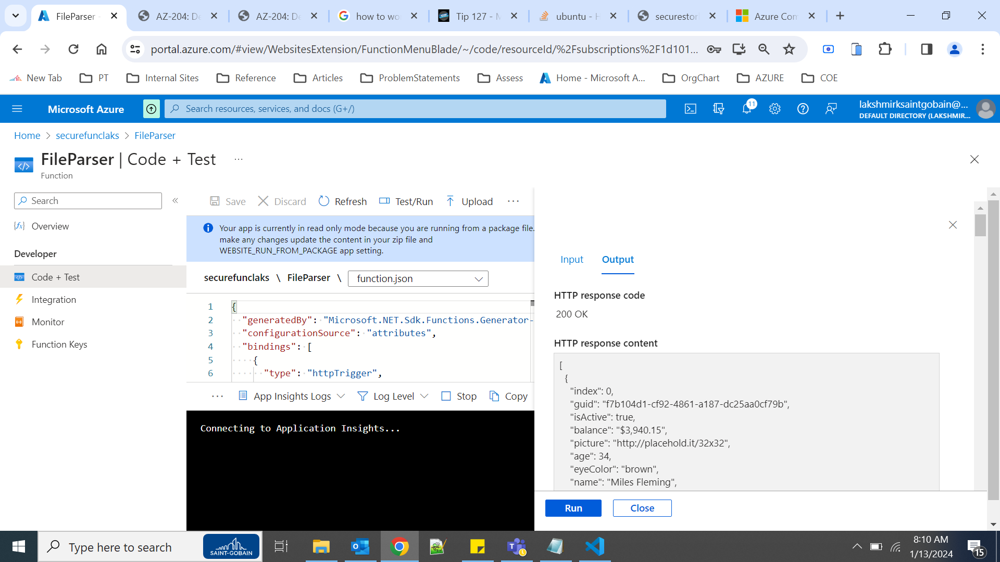 FileParser -
AZ-204: De
AZ-204: De
how to wo
Tip 127 - M
ubuntu - H
securestorl
Azure Com
portal.azure.com/#view/WebsitesExtension/FunctionMenuBlade/~/code/resourceId/%2Fsubscriptions%2F1d101...
New Tab
PT
Internal Sites
Reference
Articles
ProblemStatements
Assess
Home - Microsoft A...
OrgChart
AZURE
COE
Microsoft Azure
Search resources, services, and docs (G+/)
11
lakshmirksaintgobain@...
DEFAULT DIRECTORY (LAKSHMIR...
Home > securefunclaks > FileParser
FileParser | Code + Test ...
Function
Search
Overview
Developer
Code + Test
Integration
Monitor
Function Keys
Save
Discard
Refresh
Test/Run
Upload
Your app is currently in read only mode because you are running from a package file.
make any changes update the content in your zip file and
WEBSITE_RUN_FROM_PACKAGE app setting.
securefunclaks \ FileParser \ function.json
1 {
2 "generatedBy": "Microsoft.NET.Sdk.Functions.Generator-
3 "configurationSource": "attributes",
4 "bindings": [
5 {
6 "type": "httpTrigger",
App Insights Logs
Log Level
Stop
Copy
Connecting to Application Insights...
Input
Output
HTTP response code
200 OK
HTTP response content
[
{
"index": 0,
"guid": "f7b104d1-cf92-4861-a187-dc25aa0cf79b",
"isActive": true,
"balance": "$3,940.15",
"picture": "http://placehold.it/32x32",
"age": 34,
"eyeColor": "brown",
"name": "Miles Fleming",
Run
Close
Type here to search
SAINT-GOBAIN
8:10 AM
1/13/2024
15